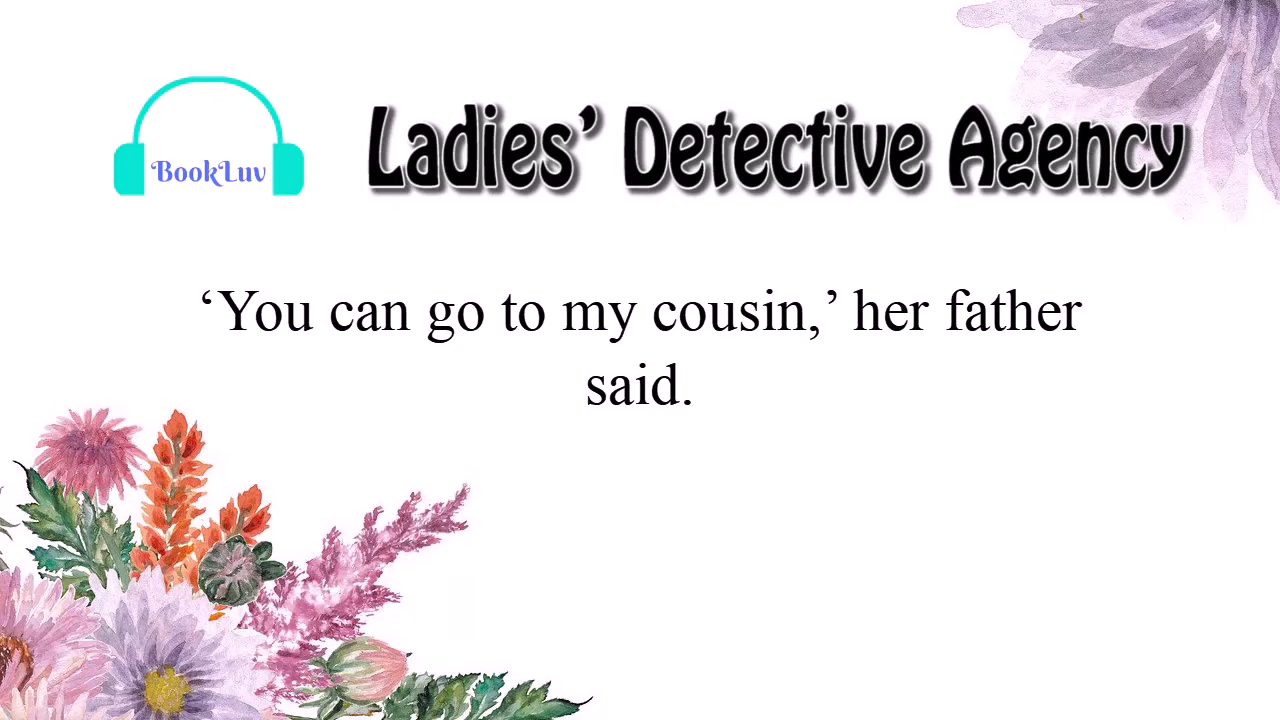 BookLuv
Ladies’ Detective Agency
‘You can go to my cousin,’ her father
said.